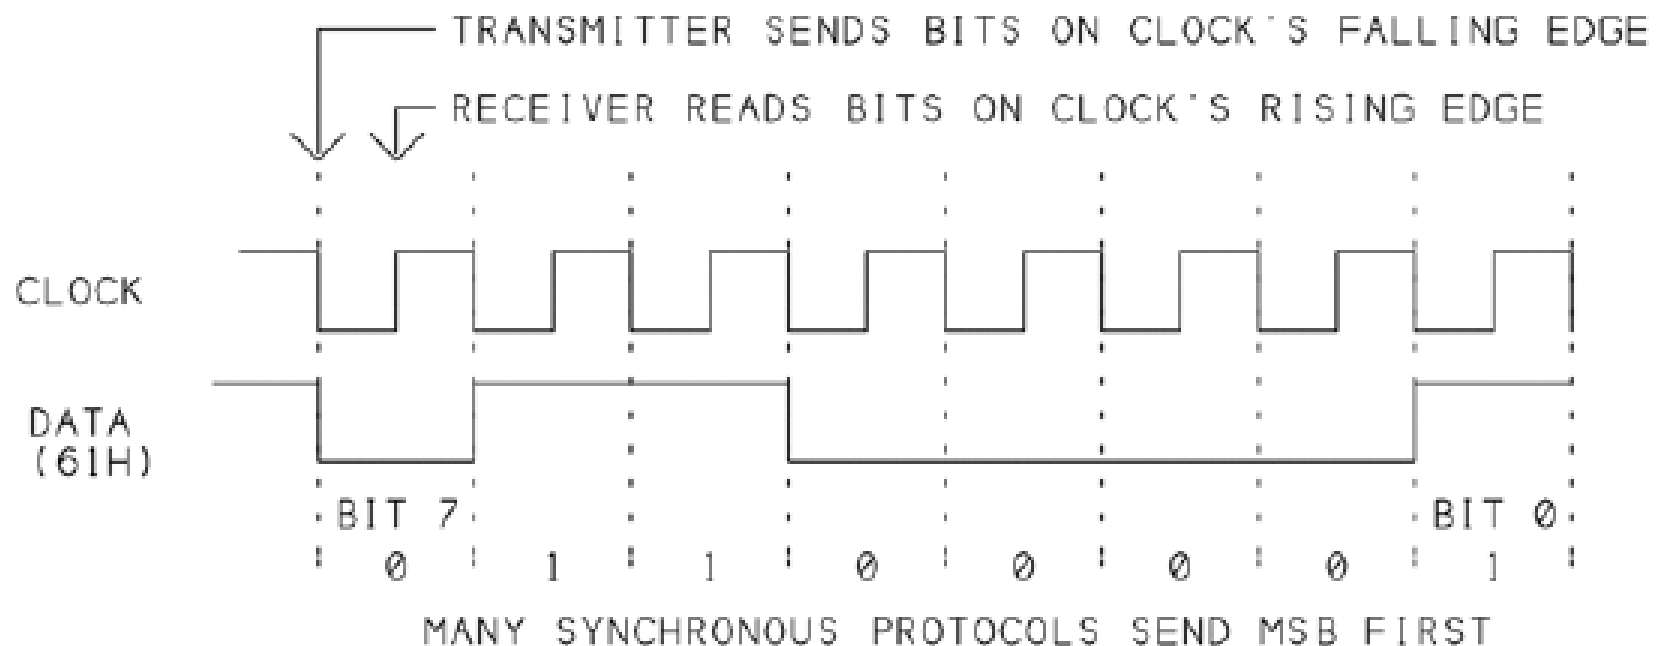 TRANSMITTER SENDS BITS ON CLOCK'S FALLING EDGE
RECEIVER READS BITS ON CLOCK'S RISING EDGE
CLOCK
DATA
(61H)
BIT 7 BIT 0
0 1 1 0 0 0 0 1
MANY SYNCHRONOUS PROTOCOLS SEND MSB FIRST